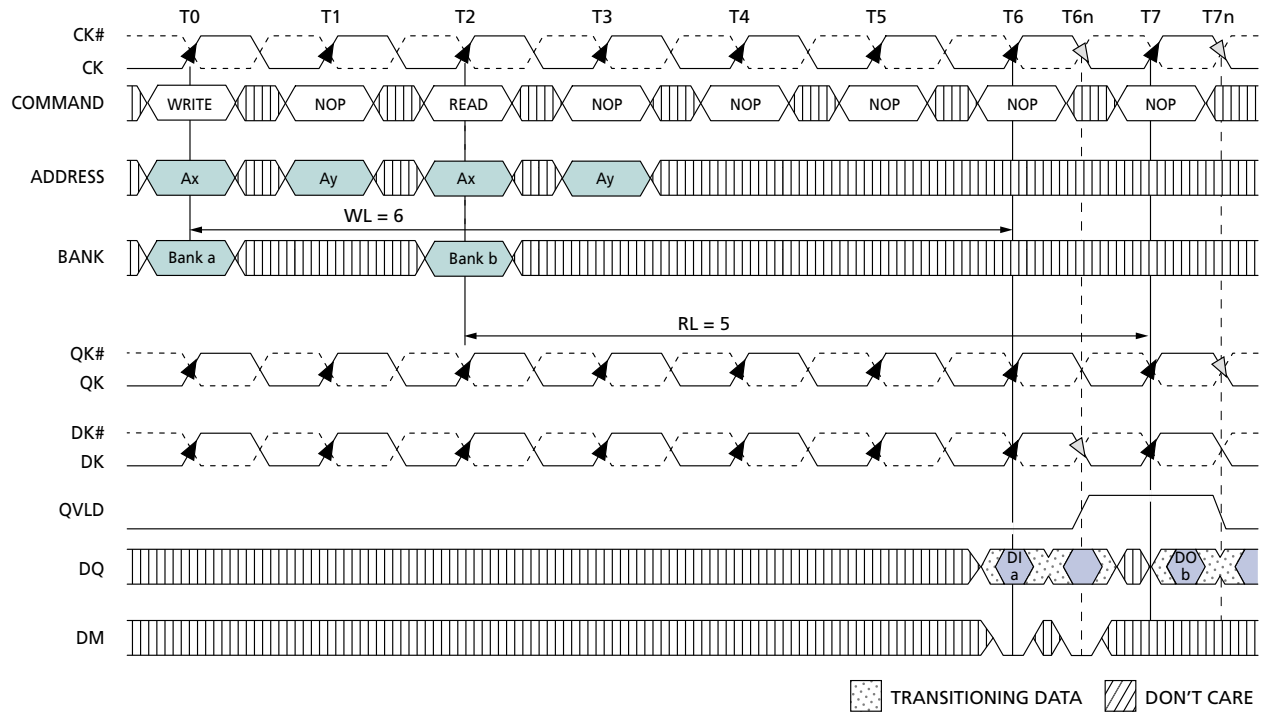 T0 T1 T2 T3 T4 T5 T6 T6n T7 T7n
CK#
CK
COMMAND WRITE NOP READ NOP NOP NOP NOP NOP
ADDRESS Ax Ay Ax Ay
WL = 6
BANK Bank a Bank b
RL = 5
QK#
QK
DK#
DK
QVLD
DQ DI a DO b
DM
TRANSITIONING DATA DON'T CARE